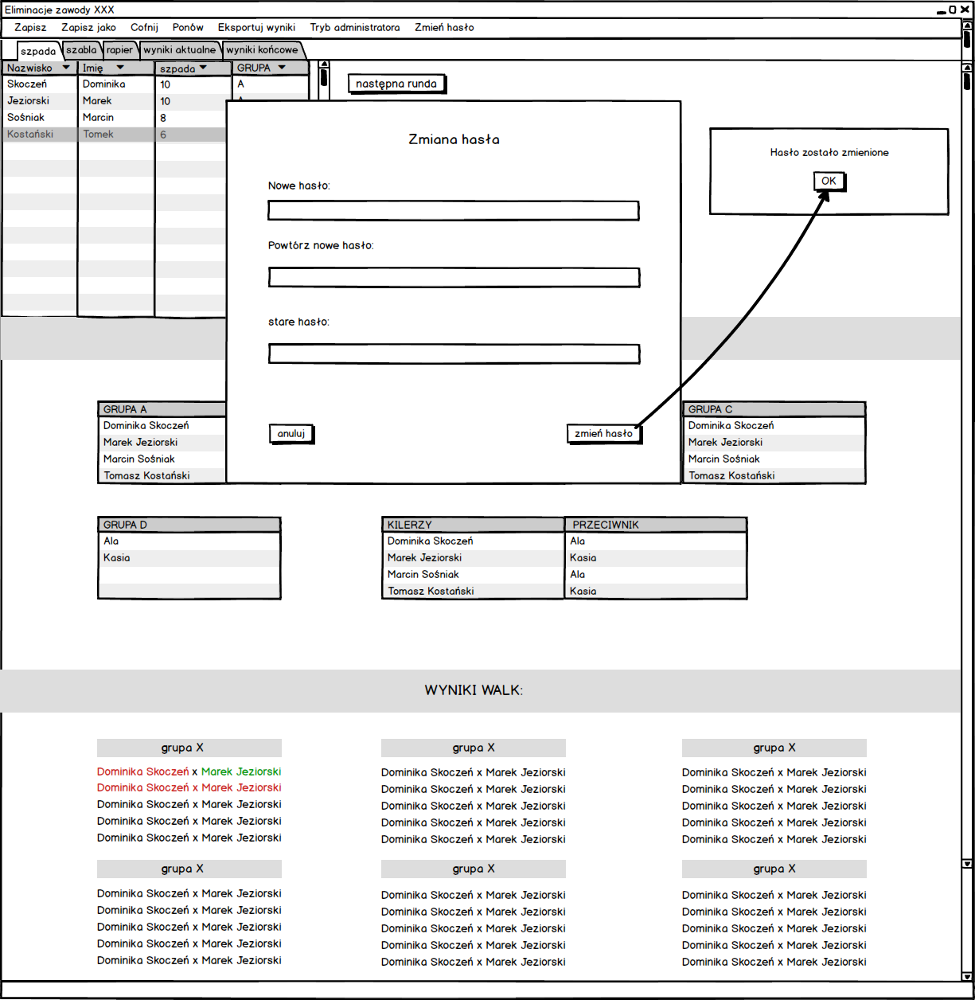 Eliminacje zawody XXX
Zapisz Zapisz jako Cofnij Ponów Eksportuj wyniki Tryb administratora Zmień hasło
szpada szabla rapier wyniki aktualne wyniki końcowe
Nazwisko Imię szpada GRUPA
Skoczeń Dominika 10 A
Jeziorski Marek 10
Sośniak Marcin 8
Kostański Tomek 6
następna runda
Zmiana hasła
Nowe hasło:
Powtórz nowe hasło:
stare hasło:
anuluj zmień hasło
Hasło zostało zmienione
OK
GRUPA A
Dominika Skoczeń
Marek Jeziorski
Marcin Sośniak
Tomasz Kostański
GRUPA C
Dominika Skoczeń
Marek Jeziorski
Marcin Sośniak
Tomasz Kostański
GRUPA D
Ala
Kasia
KILERZY PRZECIWNIK
Dominika Skoczeń Ala
Marek Jeziorski Kasia
Marcin Sośniak Ala
Tomasz Kostański Kasia
WYNIKI WALK:
grupa X
Dominika Skoczeń x Marek Jeziorski
Dominika Skoczeń x Marek Jeziorski
Dominika Skoczeń x Marek Jeziorski
Dominika Skoczeń x Marek Jeziorski
Dominika Skoczeń x Marek Jeziorski
grupa X
Dominika Skoczeń x Marek Jeziorski
Dominika Skoczeń x Marek Jeziorski
Dominika Skoczeń x Marek Jeziorski
Dominika Skoczeń x Marek Jeziorski
Dominika Skoczeń x Marek Jeziorski
grupa X
Dominika Skoczeń x Marek Jeziorski
Dominika Skoczeń x Marek Jeziorski
Dominika Skoczeń x Marek Jeziorski
Dominika Skoczeń x Marek Jeziorski
Dominika Skoczeń x Marek Jeziorski
grupa X
Dominika Skoczeń x Marek Jeziorski
Dominika Skoczeń x Marek Jeziorski
Dominika Skoczeń x Marek Jeziorski
Dominika Skoczeń x Marek Jeziorski
Dominika Skoczeń x Marek Jeziorski
grupa X
Dominika Skoczeń x Marek Jeziorski
Dominika Skoczeń x Marek Jeziorski
Dominika Skoczeń x Marek Jeziorski
Dominika Skoczeń x Marek Jeziorski
Dominika Skoczeń x Marek Jeziorski
grupa X
Dominika Skoczeń x Marek Jeziorski
Dominika Skoczeń x Marek Jeziorski
Dominika Skoczeń x Marek Jeziorski
Dominika Skoczeń x Marek Jeziorski
Dominika Skoczeń x Marek Jeziorski